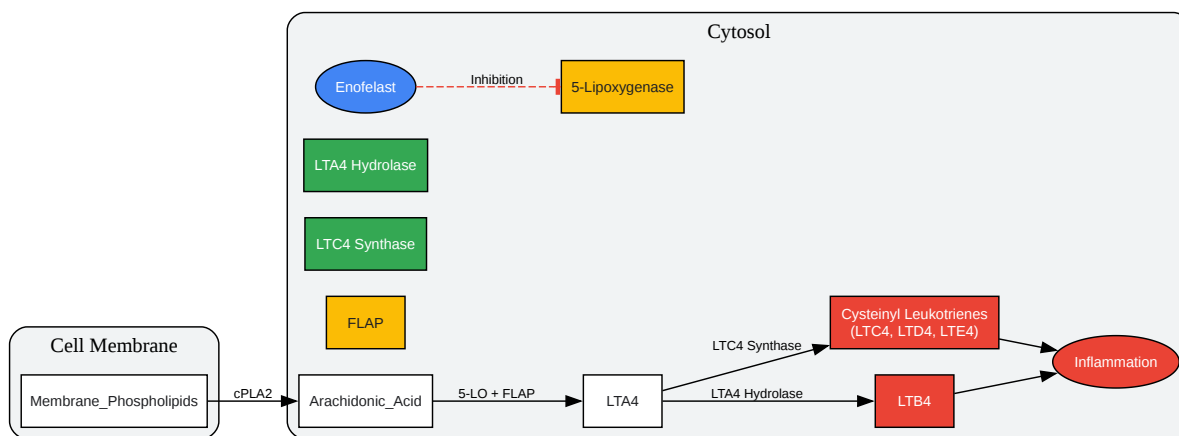 Cytosol
Enofelast
Inhibition
5-Lipoxygenase
LTA4 Hydrolase
LTC4 Synthase
FLAP
Cysteinyl Leukotrienes
(LTC4, LTD4, LTE4)
LTC4 Synthase
Inflammation
Cell Membrane
Membrane_Phospholipids
cPLA2
Arachidonic_Acid
5-LO + FLAP
LTA4
LTA4 Hydrolase
LTB4